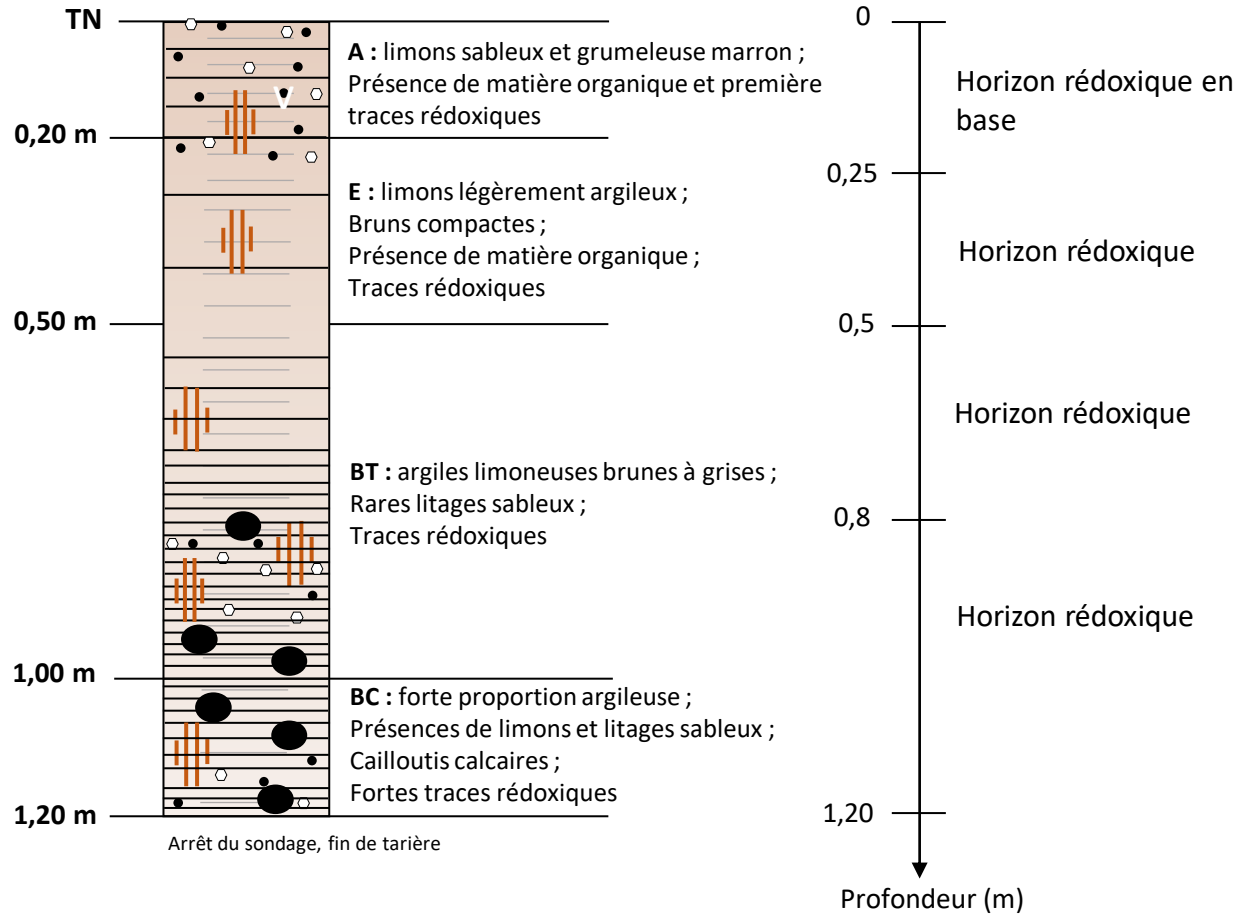 TN
A : limons sableux et grumeleuse marron ;
Présence de matière organique et première
traces rédoxiques
0,20 m
E : limons légèrement argileux ;
Bruns compactes ;
Présence de matière organique ;
Traces rédoxiques
0,50 m
BT : argiles limoneuses brunes à grises ;
Rares litages sableux ;
Traces rédoxiques
1,00 m
BC : forte proportion argileuse ;
Présences de limons et litages sableux ;
Cailloutis calcaires ;
Fortes traces rédoxiques
1,20 m
Arrêt du sondage, fin de tarière
0
Horizon rédoxique en
base
0,25
Horizon rédoxique
0,5
Horizon rédoxique
0,8
Horizon rédoxique
1,20
Profondeur (m)